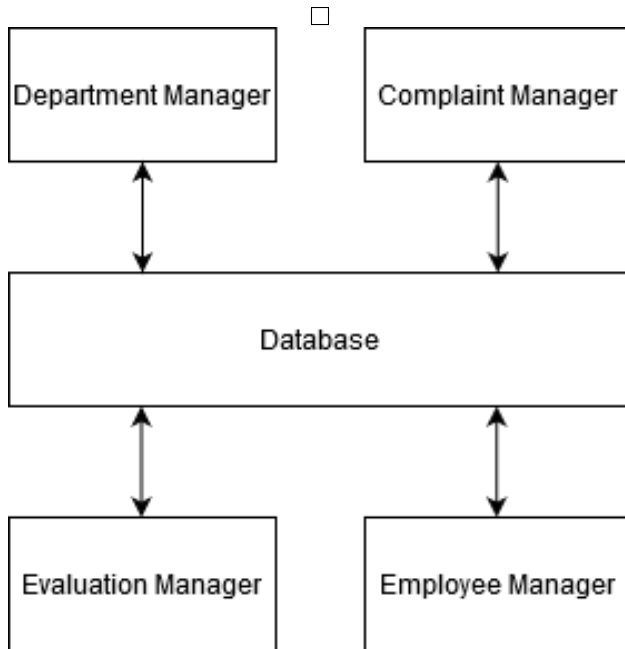 Department Manager
Complaint Manager
Database
Evaluation Manager
Employee Manager